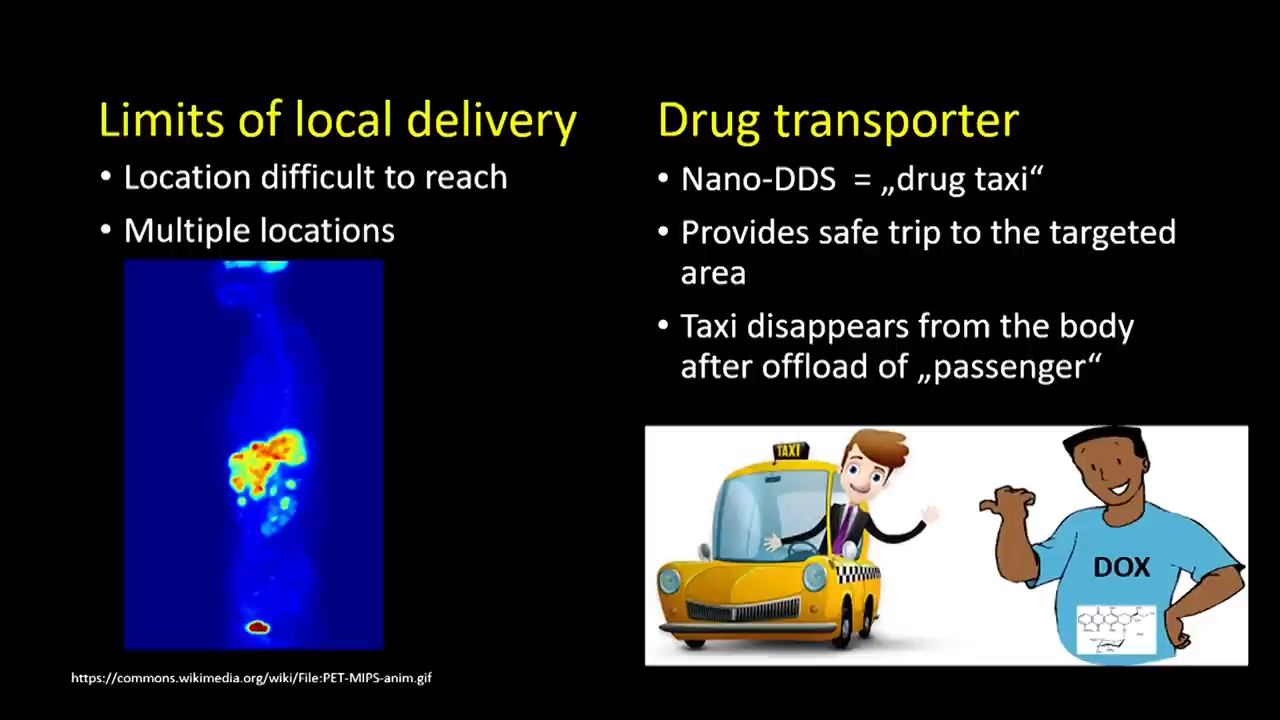 Limits of local delivery
• Location difficult to reach
• Multiple locations
https://commons.wikimedia.org/wiki/File:PET-MIPS-anim.gif
Drug transporter
• Nano-DDS = „drug taxi“
• Provides safe trip to the targeted
area
• Taxi disappears from the body
after offload of „passenger“
TAXI
DOX